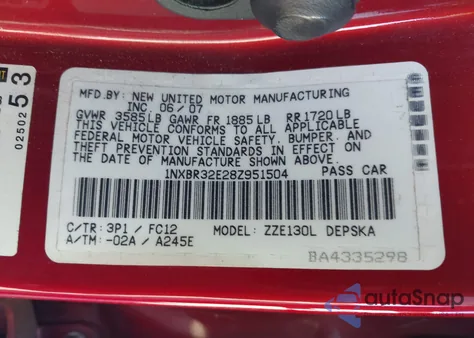 MFD.BY: NEW UNITED MOTOR MANUFACTURING
INC. 06/07
GVWR 3585LB GAWR FR 1885LB RR 1720LB
THIS VEHICLE CONFORMS TO ALL APPLICABLE
FEDERAL MOTOR VEHICLE SAFETY, BUMPER, AND
THEFT PREVENTION STANDARDS IN EFFECT ON
THE DATE OF MANUFACTURE SHOWN ABOVE.
1NXBR32E28Z951504 PASS CAR
C/TR: 3P1 / FC12 MODEL: ZZE130L DEPSKA
A/TM: -02A / A245E
BA4335298
0250253
autoSnap